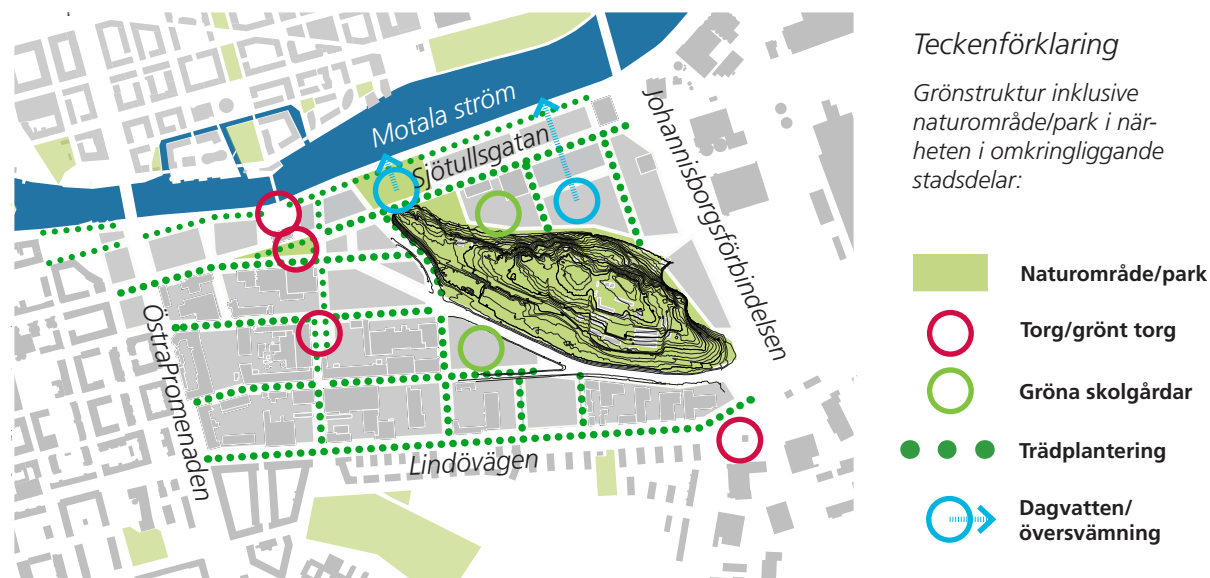 Motala ström
Sjötullsgatan
Johannisborgsförbindelsen
ÖstraPromenaden
Lindövägen
Teckenförklaring
Grönstruktur inklusive
naturområde/park i när-
heten i omkringliggande
stadsdelar:
Naturområde/park
Torg/grönt torg
Gröna skolgårdar
Trädplantering
Dagvatten/
översvämning